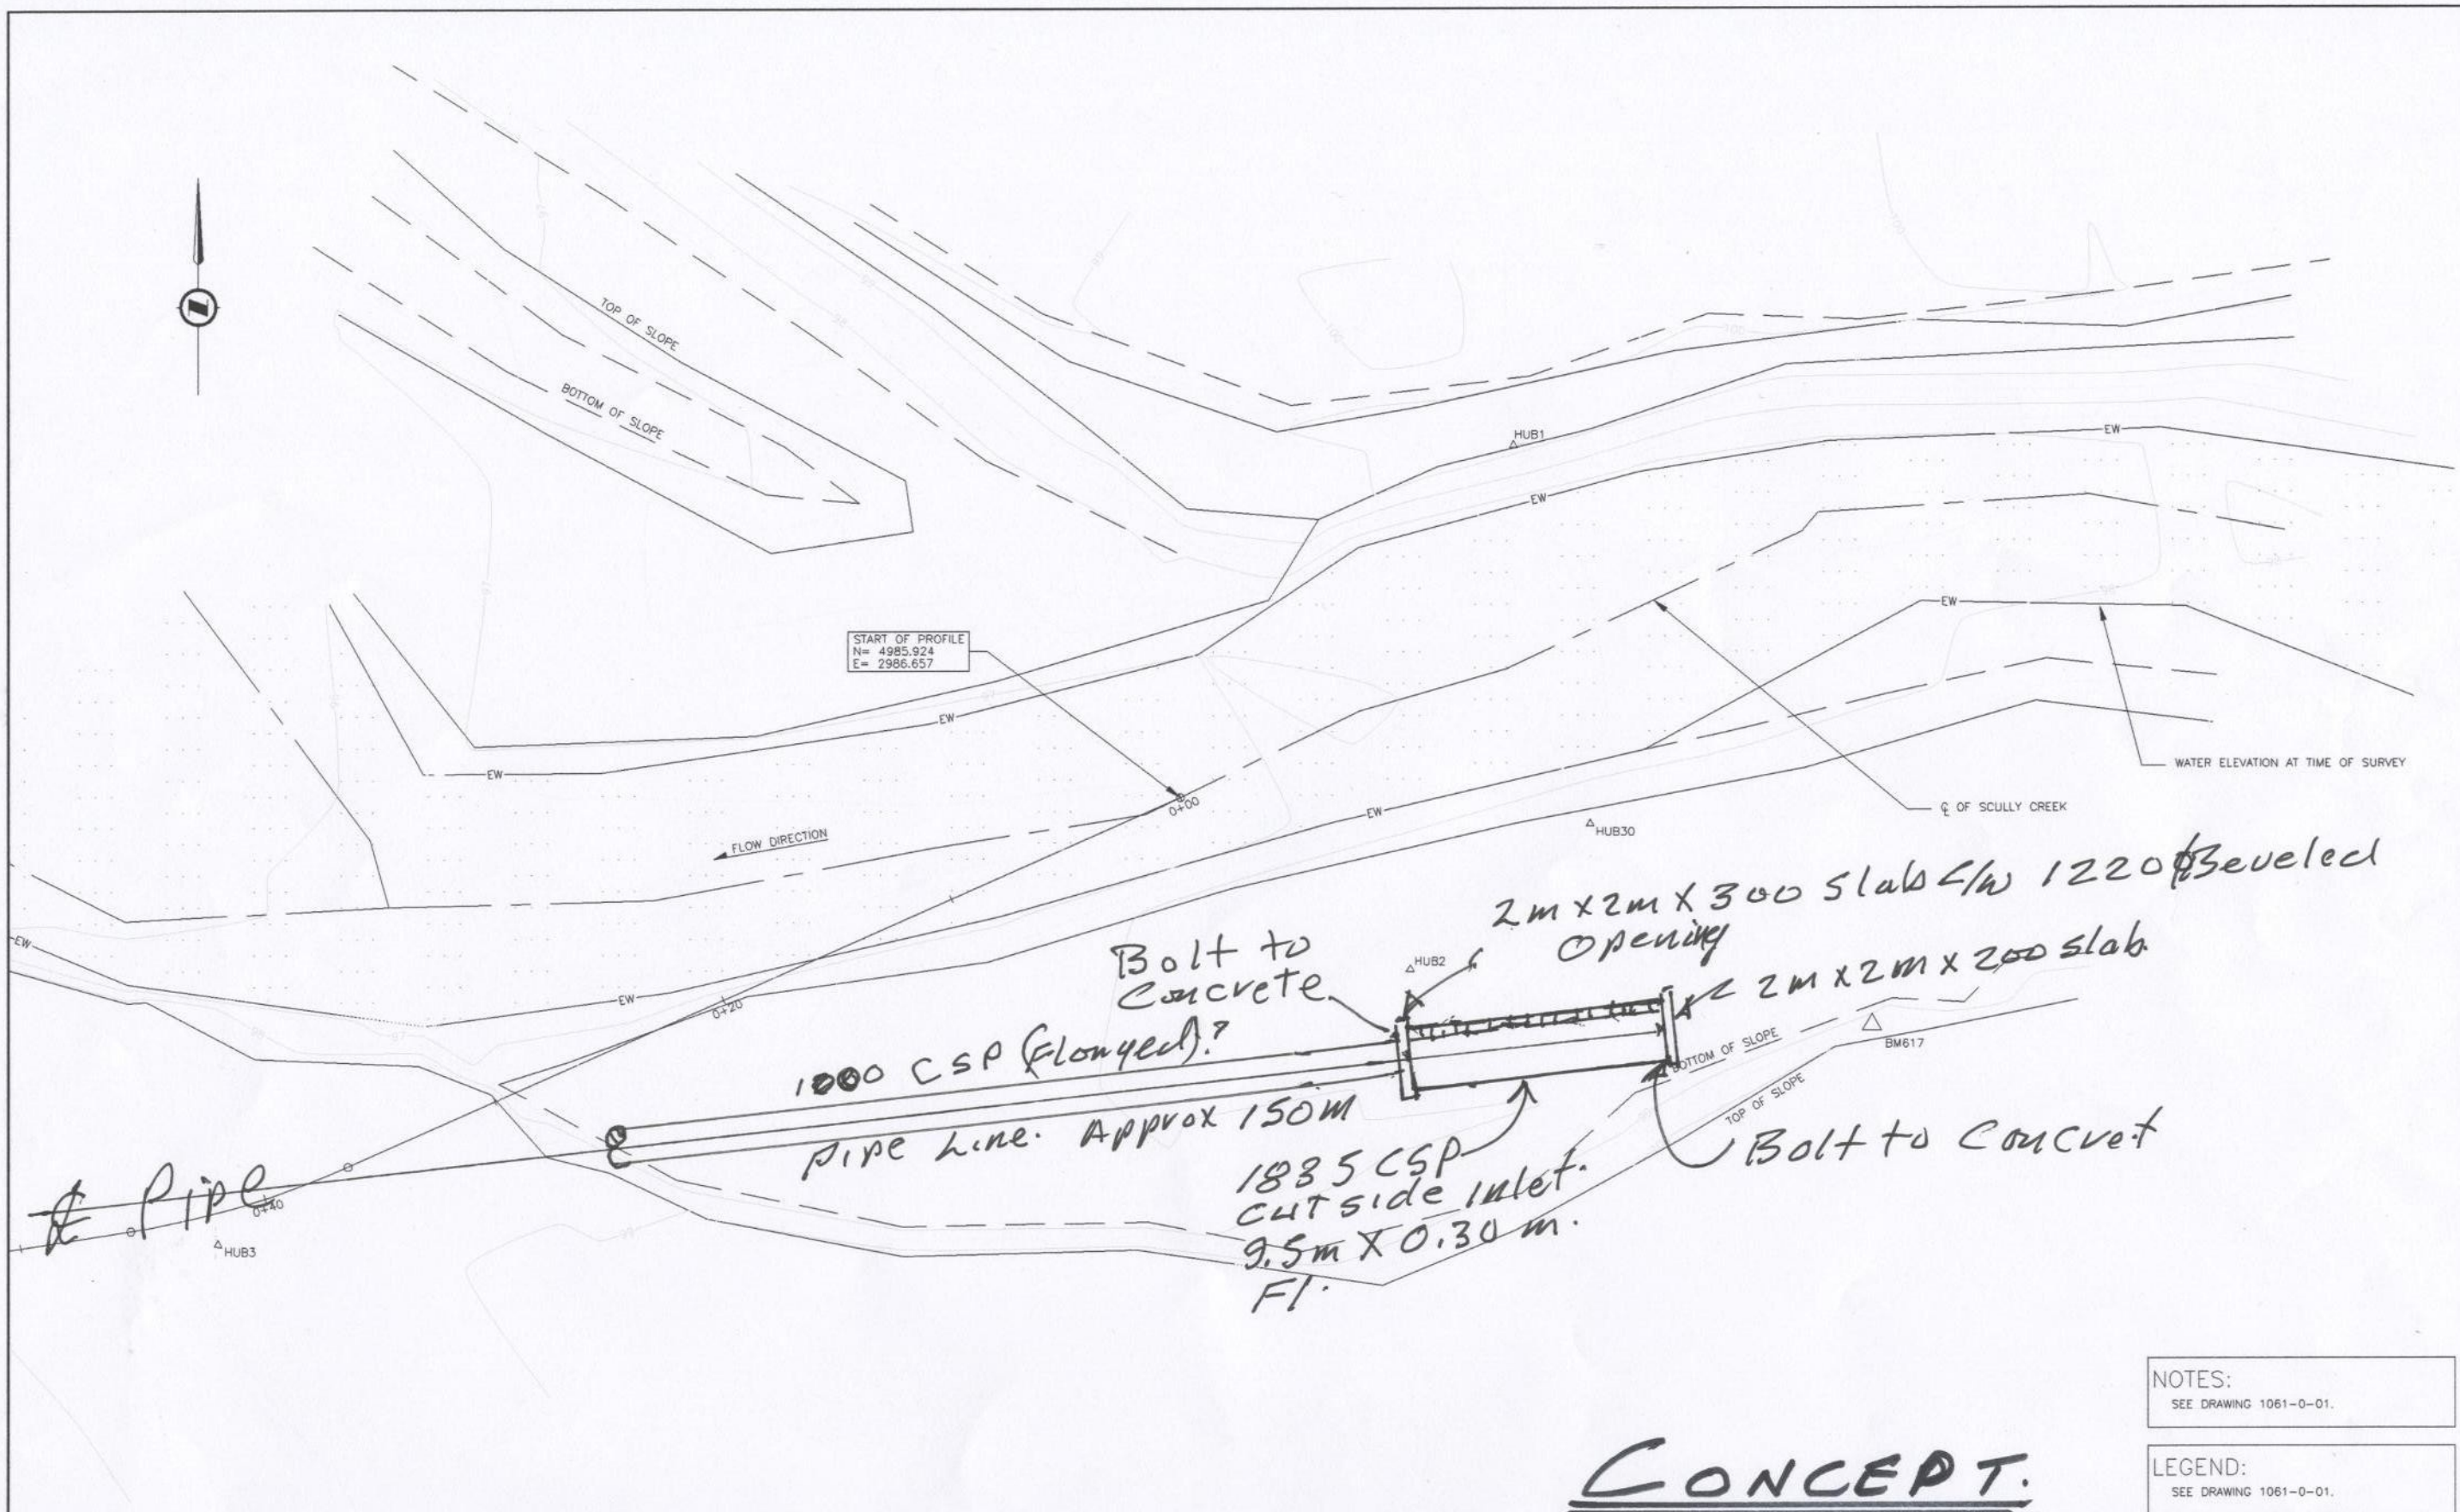 TOP OF SLOPE
BOTTOM OF SLOPE
HUB1
EW
EW
EW
START OF PROFILE
N= 4985.924
E= 2986.657
EW
EW
WATER ELEVATION AT TIME OF SURVEY
0+00
℄ OF SCULLY CREEK
EW
FLOW DIRECTION
HUB30
2m x 2m x 300 Slab C/W 1220 ϕ Beveled
Opening
EW
Bolt to
Concrete
HUB2
2m x 2m x 200 slab
EW
0+20
BM617
BOTTOM OF SLOPE
1000 CSP (Flanged)?
TOP OF SLOPE
Pipe Line. Approx 150m
Bolt to Concret
1835 CSP
CUT side inlet.
9.5m X 0.30 m.
Fl.
℄ Pipe
0+40
HUB3
NOTES:
SEE DRAWING 1061-0-01.
LEGEND:
SEE DRAWING 1061-0-01.
CONCEPT.